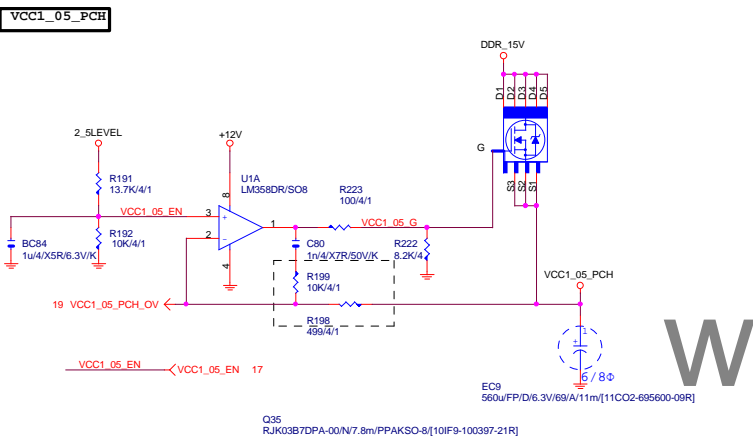 VCC1_05_PCH
DDR_15V
D1
D2
D3
D4
D5
G
S3
S2
S1
2_5LEVEL
+12V
R191
13.7K/4/1
U1A
LM358DR/SO8
8
R223
100/4/1
VCC1_05_EN
3
+
1
VCC1_05_G
2
-
BC84
1u/4/X5R/6.3V/K
R192
10K/4/1
4
C80
1n/4/X7R/50V/K
R222
8.2K/4
R199
10K/4/1
VCC1_05_PCH
19 VCC1_05_PCH_OV
R198
499/4/1
1
+
6/8Φ
W
VCC1_05_EN
VCC1_05_EN 17
EC9
560u/FP/D/6.3V/69/A/11m/[11CO2-695600-09R]
Q35
RJK03B7DPA-00/N/7.8m/PPAKSO-8/[10IF9-100397-21R]